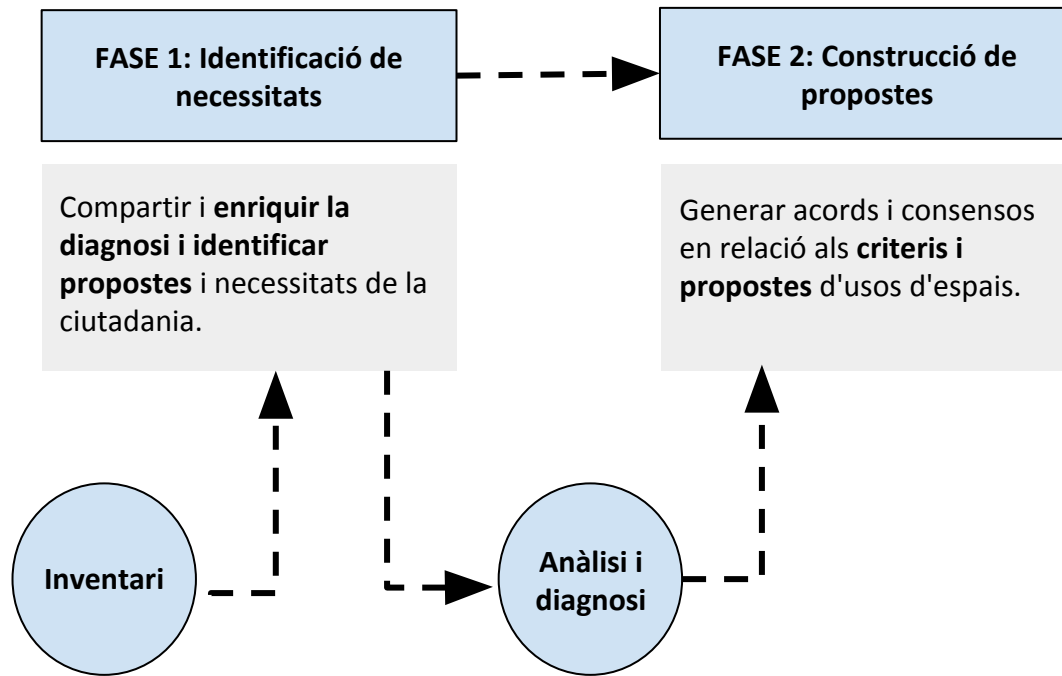 FASE 1: Identificació de
necessitats
FASE 2: Construcció de
propostes
Compartir i enriquir la
diagnosi i identificar
propostes i necessitats de la
ciutadania.
Generar acords i consensos
en relació als criteris i
propostes d'usos d'espais.
Inventari
Anàlisi i
diagnosi